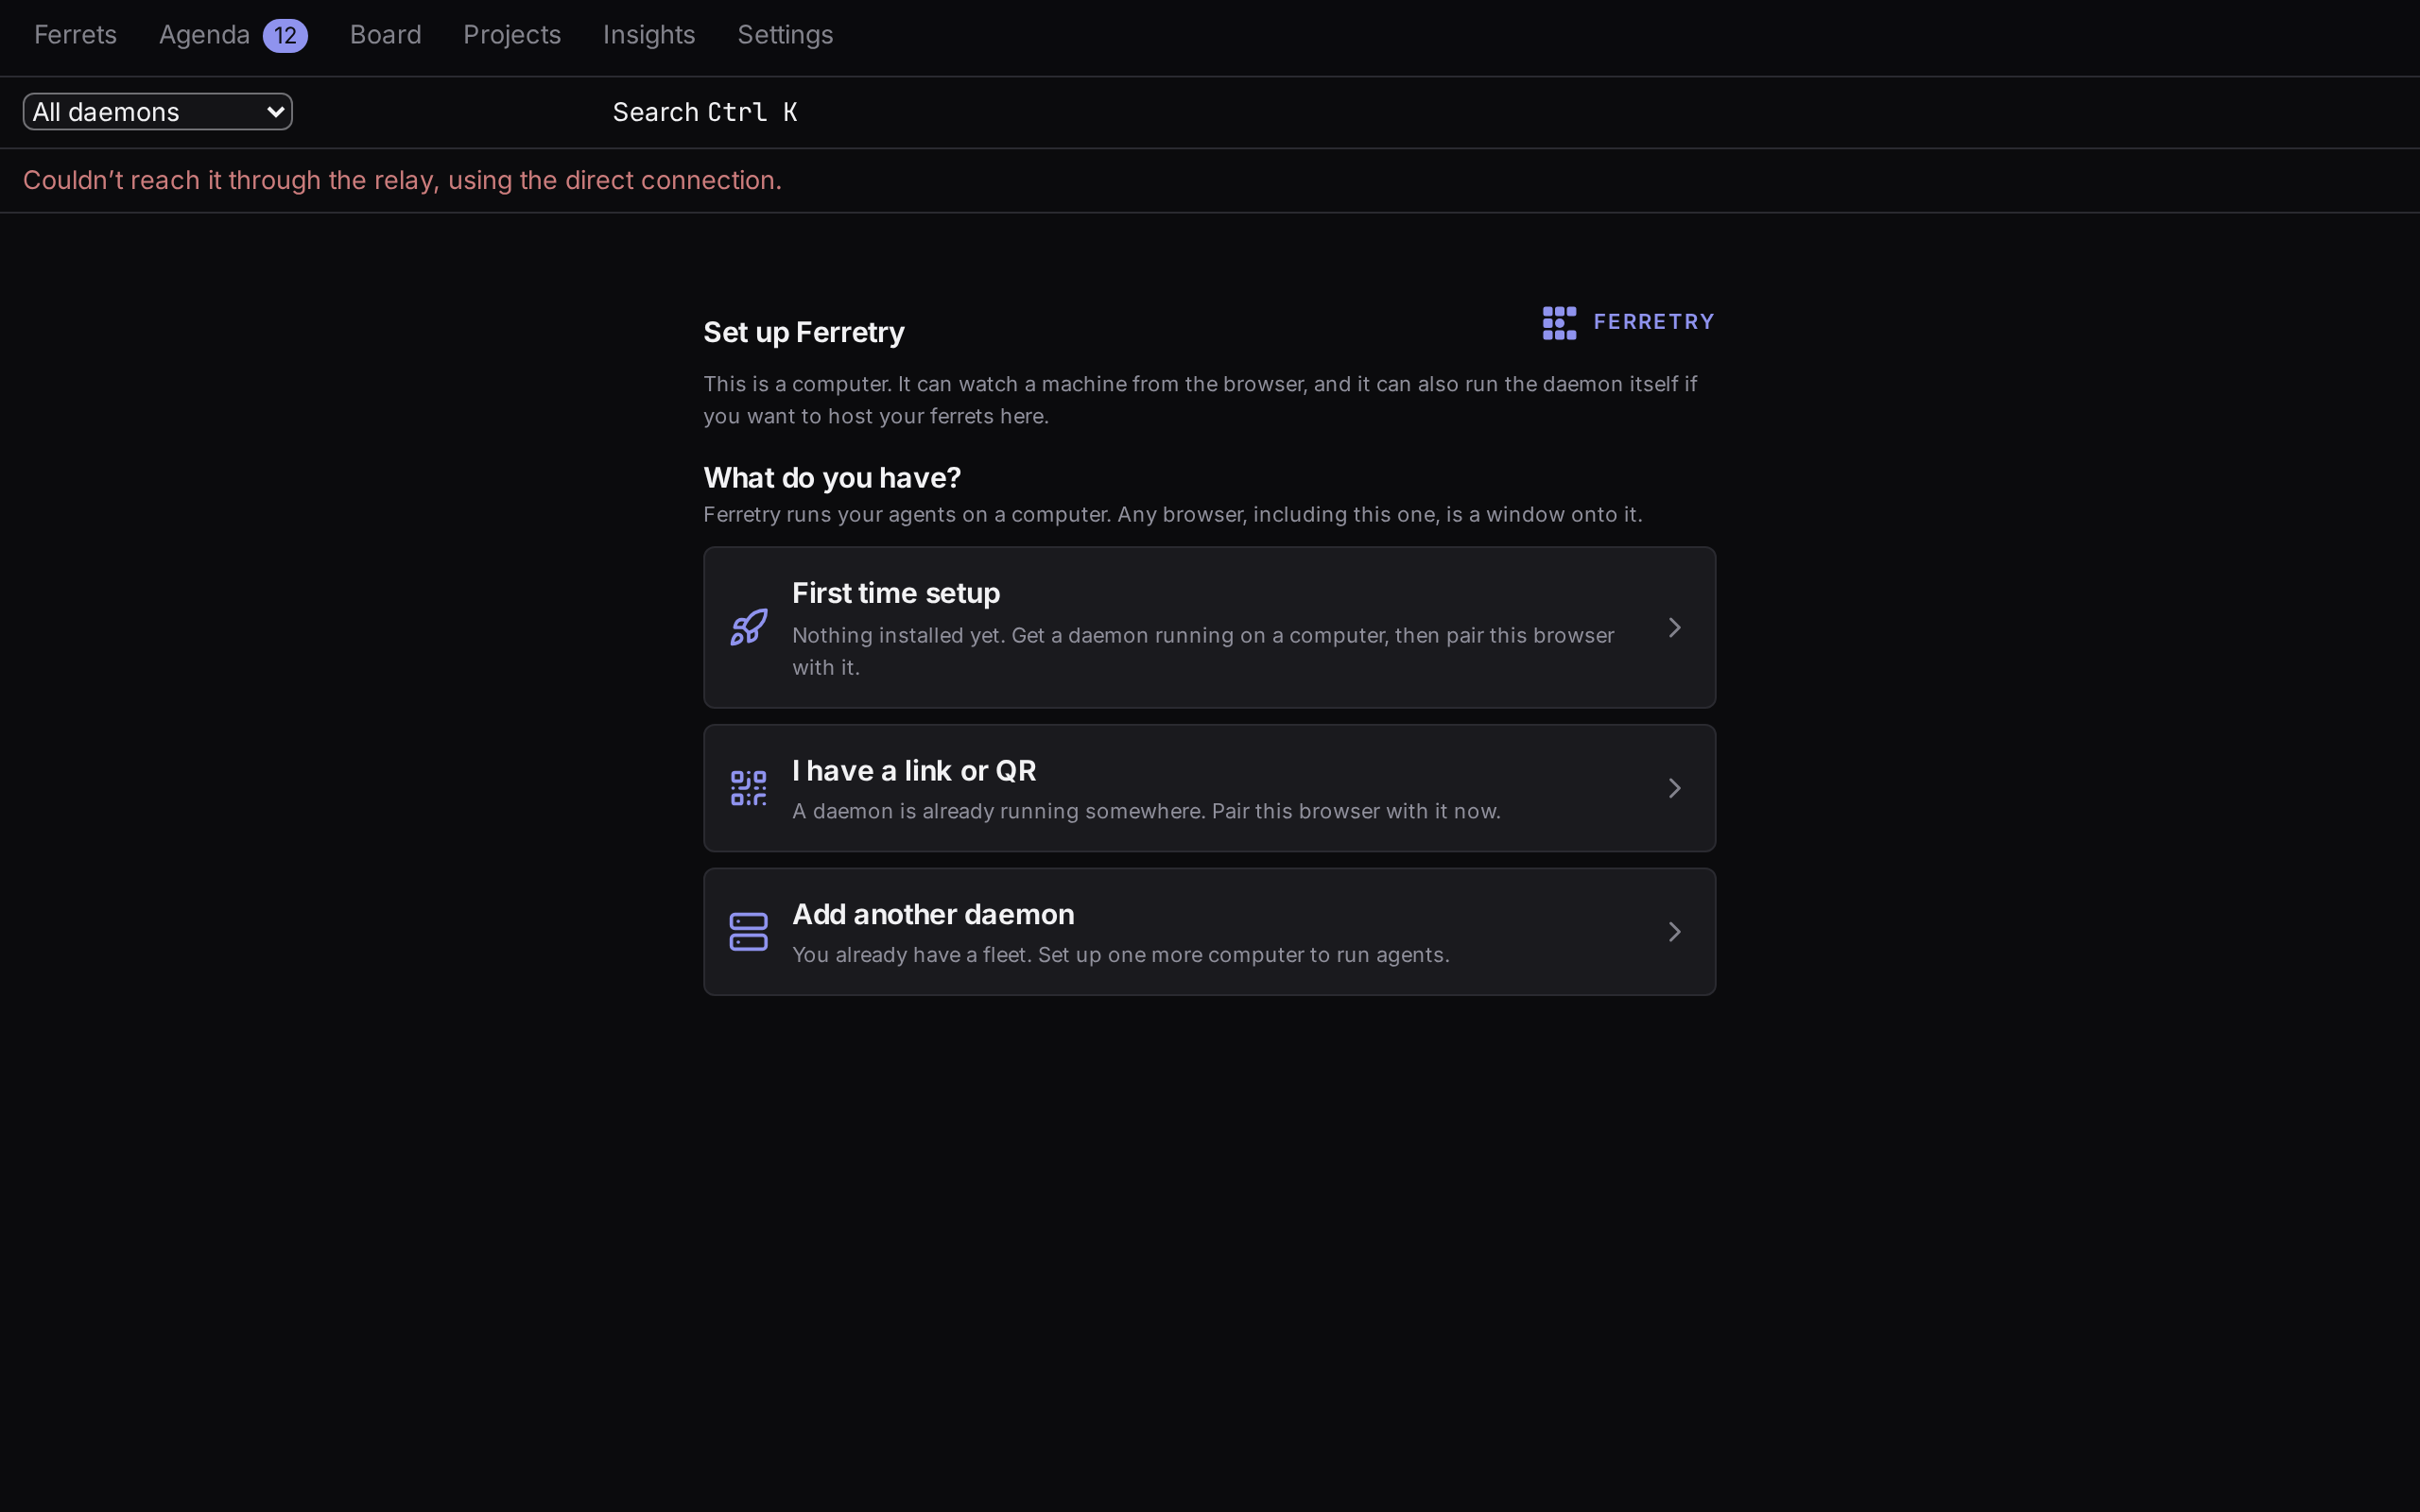 Ferrets Agenda 12 Board Projects Insights Settings
All daemons Search Ctrl K
Couldn’t reach it through the relay, using the direct connection.
Set up Ferretry
FERRETRY
This is a computer. It can watch a machine from the browser, and it can also run the daemon itself if
you want to host your ferrets here.
What do you have?
Ferretry runs your agents on a computer. Any browser, including this one, is a window onto it.
First time setup
Nothing installed yet. Get a daemon running on a computer, then pair this browser
with it.
I have a link or QR
A daemon is already running somewhere. Pair this browser with it now.
Add another daemon
You already have a fleet. Set up one more computer to run agents.